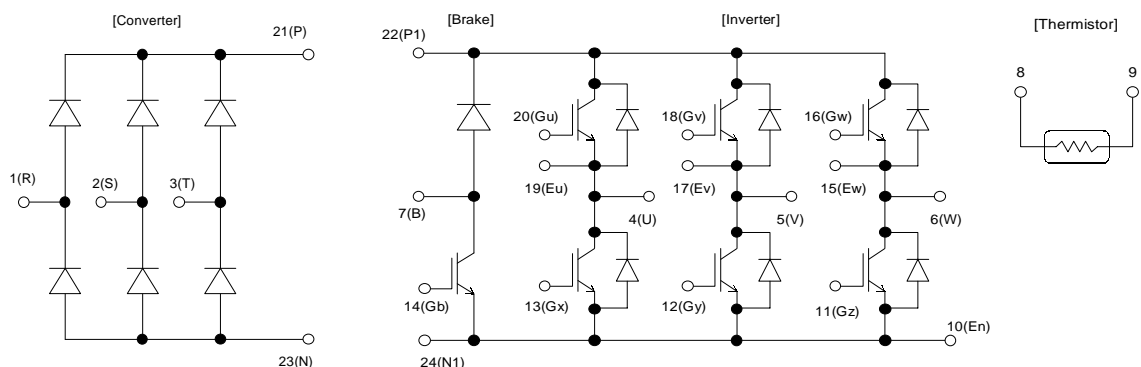 [Converter]
[Brake]
[Inverter]
[Thermistor]
21(P)
22(P1)
8
9
20(Gu)
18(Gv)
16(Gw)
1(R)
2(S)
3(T)
19(Eu)
17(Ev)
15(Ew)
7(B)
4(U)
5(V)
6(W)
14(Gb)
13(Gx)
12(Gy)
11(Gz)
10(En)
23(N)
24(N1)